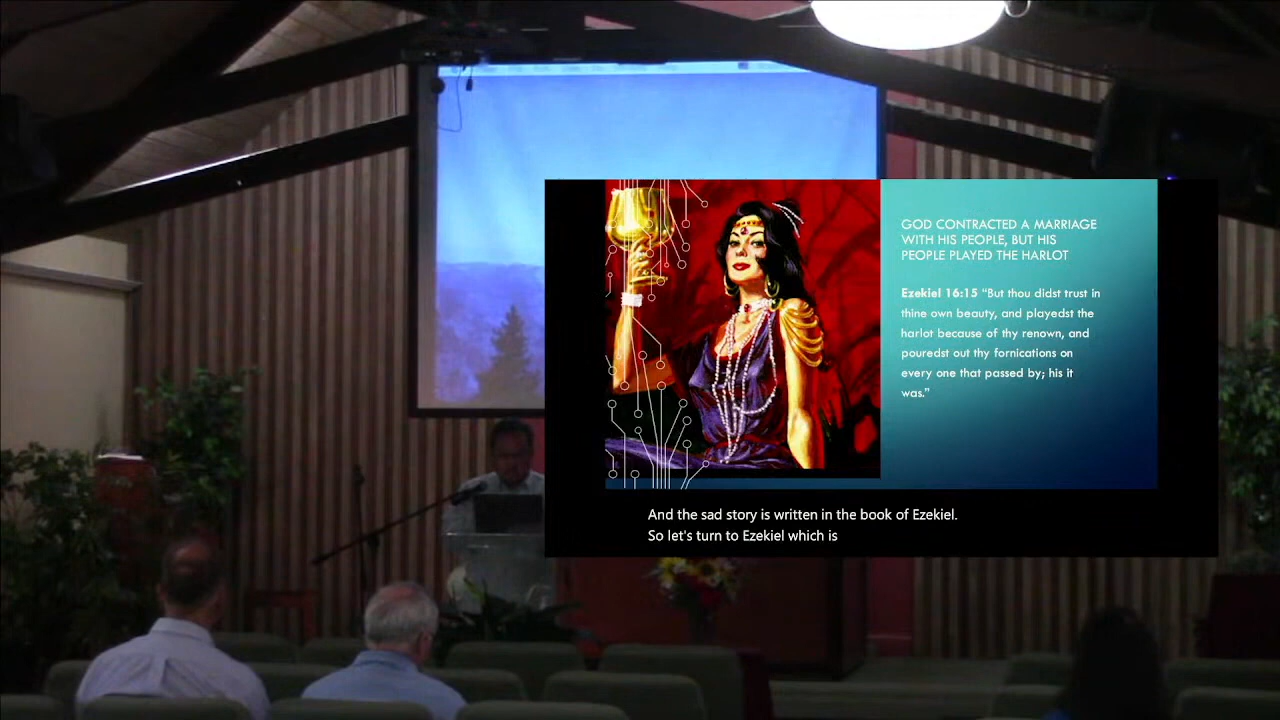 GOD CONTRACTED A MARRIAGE
WITH HIS PEOPLE, BUT HIS
PEOPLE PLAYED THE HARLOT
Ezekiel 16:15 “But thou didst trust in
thine own beauty, and playedst the
harlot because of thy renown, and
pouredst out thy fornications on
every one that passed by; his it
was.”
And the sad story is written in the book of Ezekiel.
So let's turn to Ezekiel which is